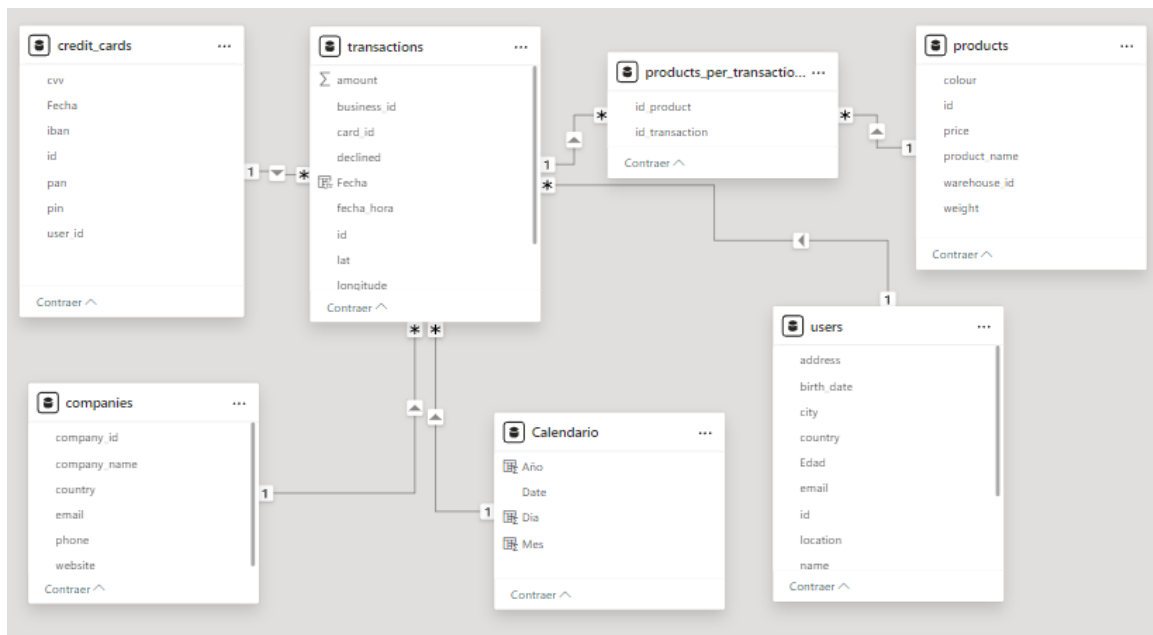 credit_cards ...
cvv
Fecha
iban
id
pan
pin
user_id
Contraer
transactions ...
amount
business_id
card_id
declined
Fecha
fecha_hora
id
lat
longitude
Contraer
products_per_transactio... ...
id_product
id_transaction
Contraer
products ...
colour
id
price
product_name
warehouse_id
weight
Contraer
1
*
1
*
*
1
*
1
*
*
1
1
companies ...
company_id
company_name
country
email
phone
website
Contraer
Calendario ...
Año
Date
Dia
Mes
Contraer
users ...
address
birth_date
city
country
Edad
email
id
location
name
Contraer